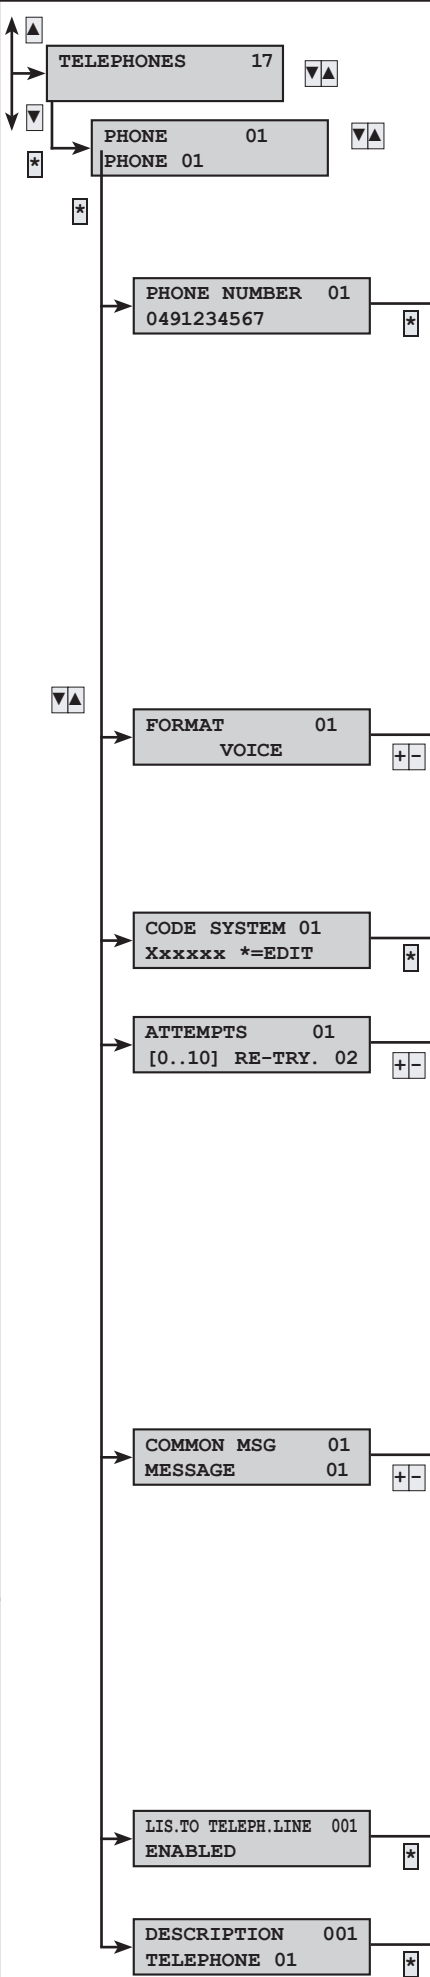 ▲
TELEPHONES 17
▼▲
▼
PHONE 01
▼▲
*
PHONE 01
*
PHONE NUMBER 01
0491234567
*
▼▲
FORMAT 01
VOICE
+-
CODE SYSTEM 01
Xxxxxx *=EDIT
*
ATTEMPTS 01
[0..10] RE-TRY. 02
+-
COMMON MSG 01
MESSAGE 01
+-
LIS.TO TELEPH.LINE 001
ENABLED
*
DESCRIPTION 001
TELEPHONE 01
*